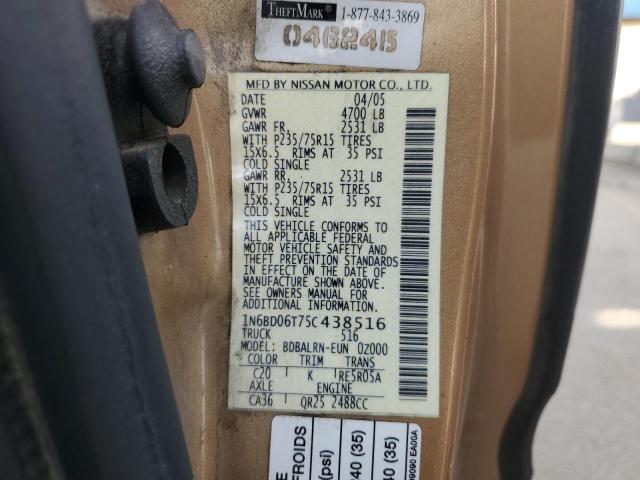 THEFTMARK 1-877-843-3869
046245
MFD BY NISSAN MOTOR CO., LTD.
DATE 04/05
GVWR 4700 LB
GAWR FR. 2531 LB
WITH P235/75R15 TIRES
15X6.5 RIMS AT 35 PSI
COLD SINGLE
GAWR RR. 2531 LB
WITH P235/75R15 TIRES
15X6.5 RIMS AT 35 PSI
COLD SINGLE
THIS VEHICLE CONFORMS TO
ALL APPLICABLE FEDERAL
MOTOR VEHICLE SAFETY AND
THEFT PREVENTION STANDARDS
IN EFFECT ON THE DATE OF
MANUFACTURE SHOWN ABOVE.
SEE OWNERS MANUAL FOR
ADDITIONAL INFORMATION
1N6BD06T75C438516
TRUCK 516
MODEL: BDBALRN-EUN 0Z000
COLOR TRIM TRANS
C20 K RE5R05A
AXLE ENGINE
CA36 QR25 2488CC
FROIDS
(psi)
40 (35)
40 (35)
99090 EA00A